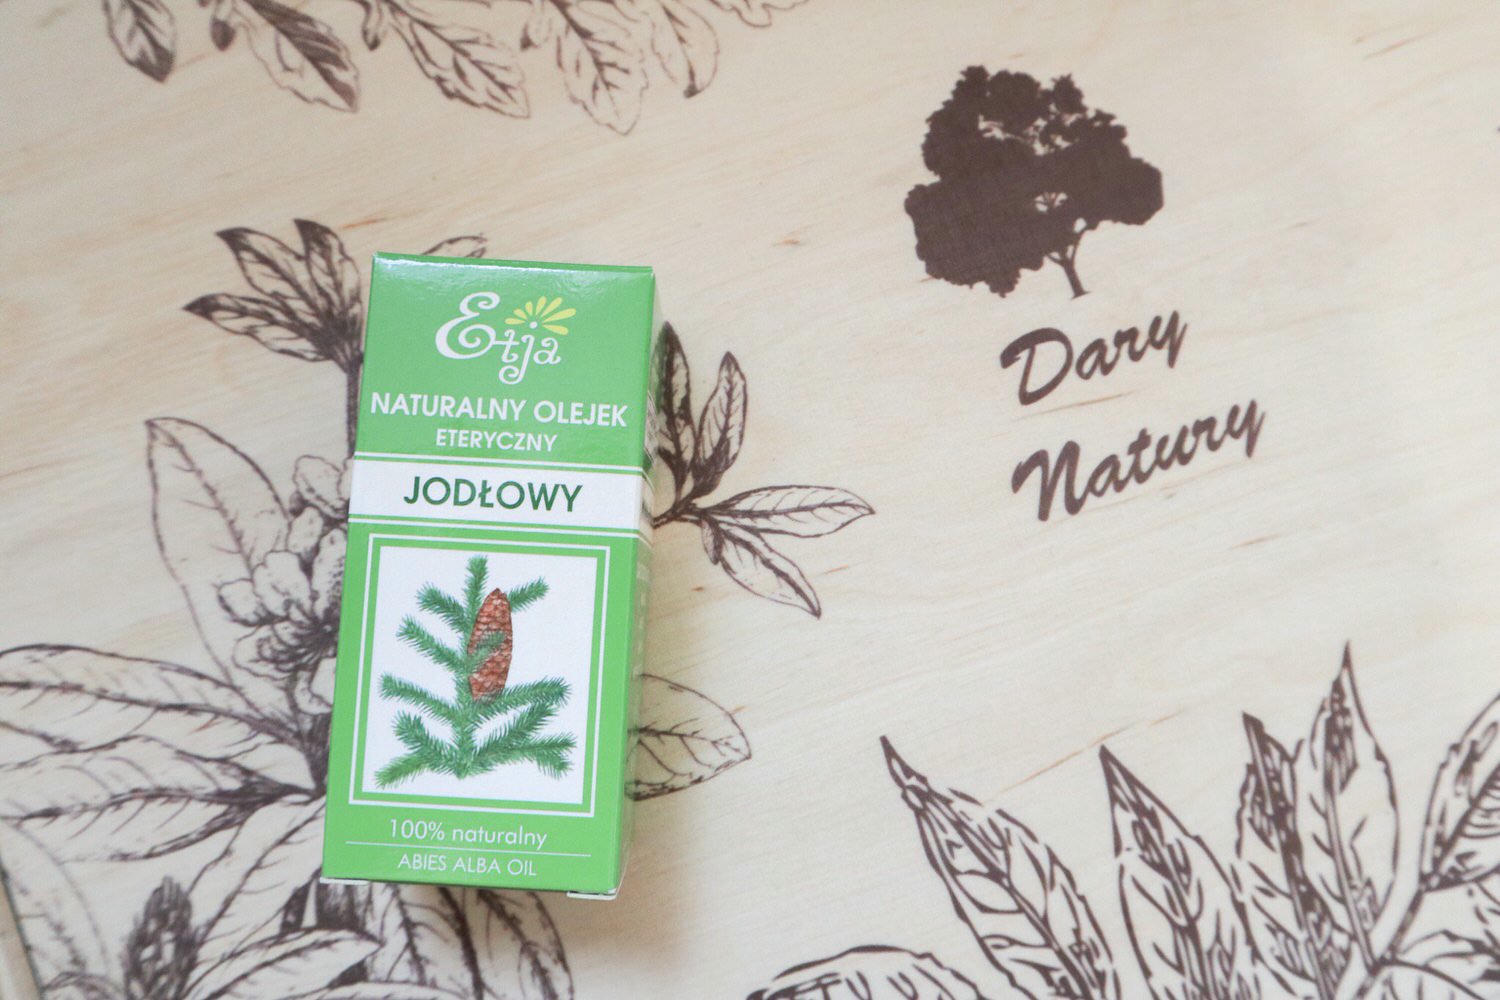 Etja
NATURALNY OLEJEK
ETERYCZNY
JODŁOWY
100% naturalny
ABIES ALBA OIL
Dary
Natury